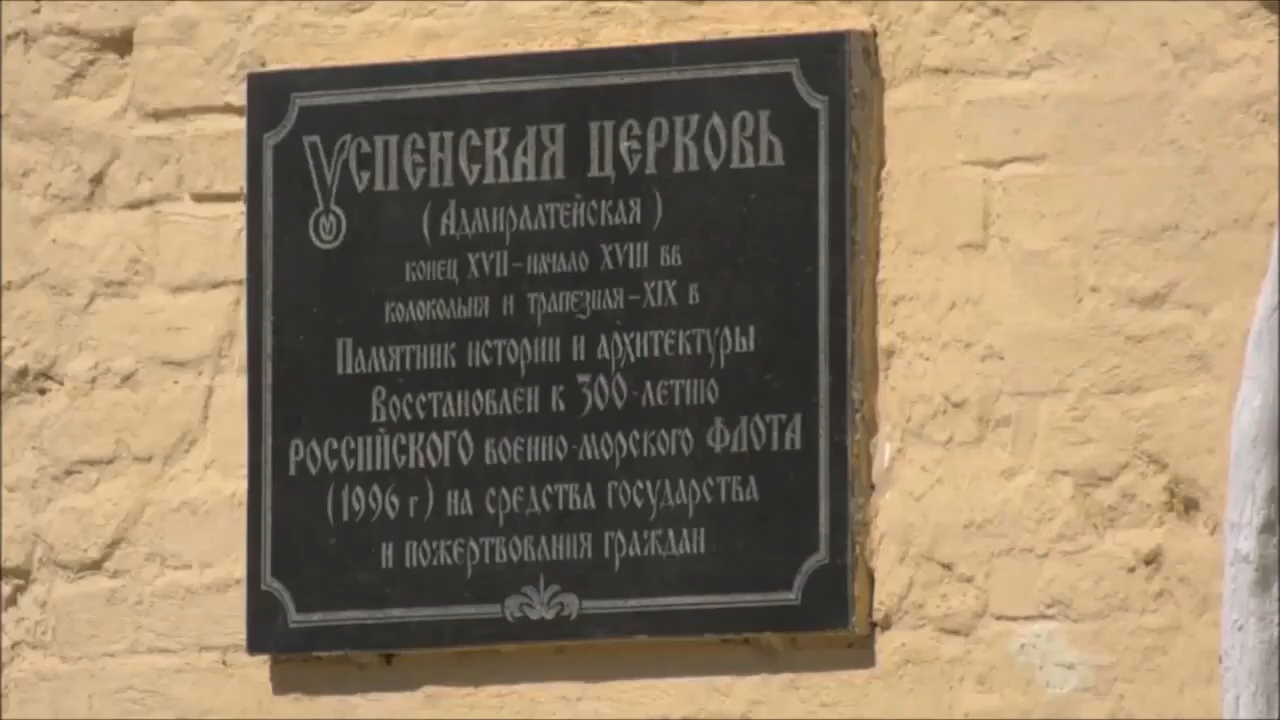 Успенская церковь
(Адмиралтейская)
конец XVII – начало XVIII вв
колокольня и трапезная – XIX в
Памятник истории и архитектуры
Восстановлен к 300-летию
РОССИЙСКОГО военно-морского ФЛОТА
(1996 г) на средства государства
и пожертвования граждан